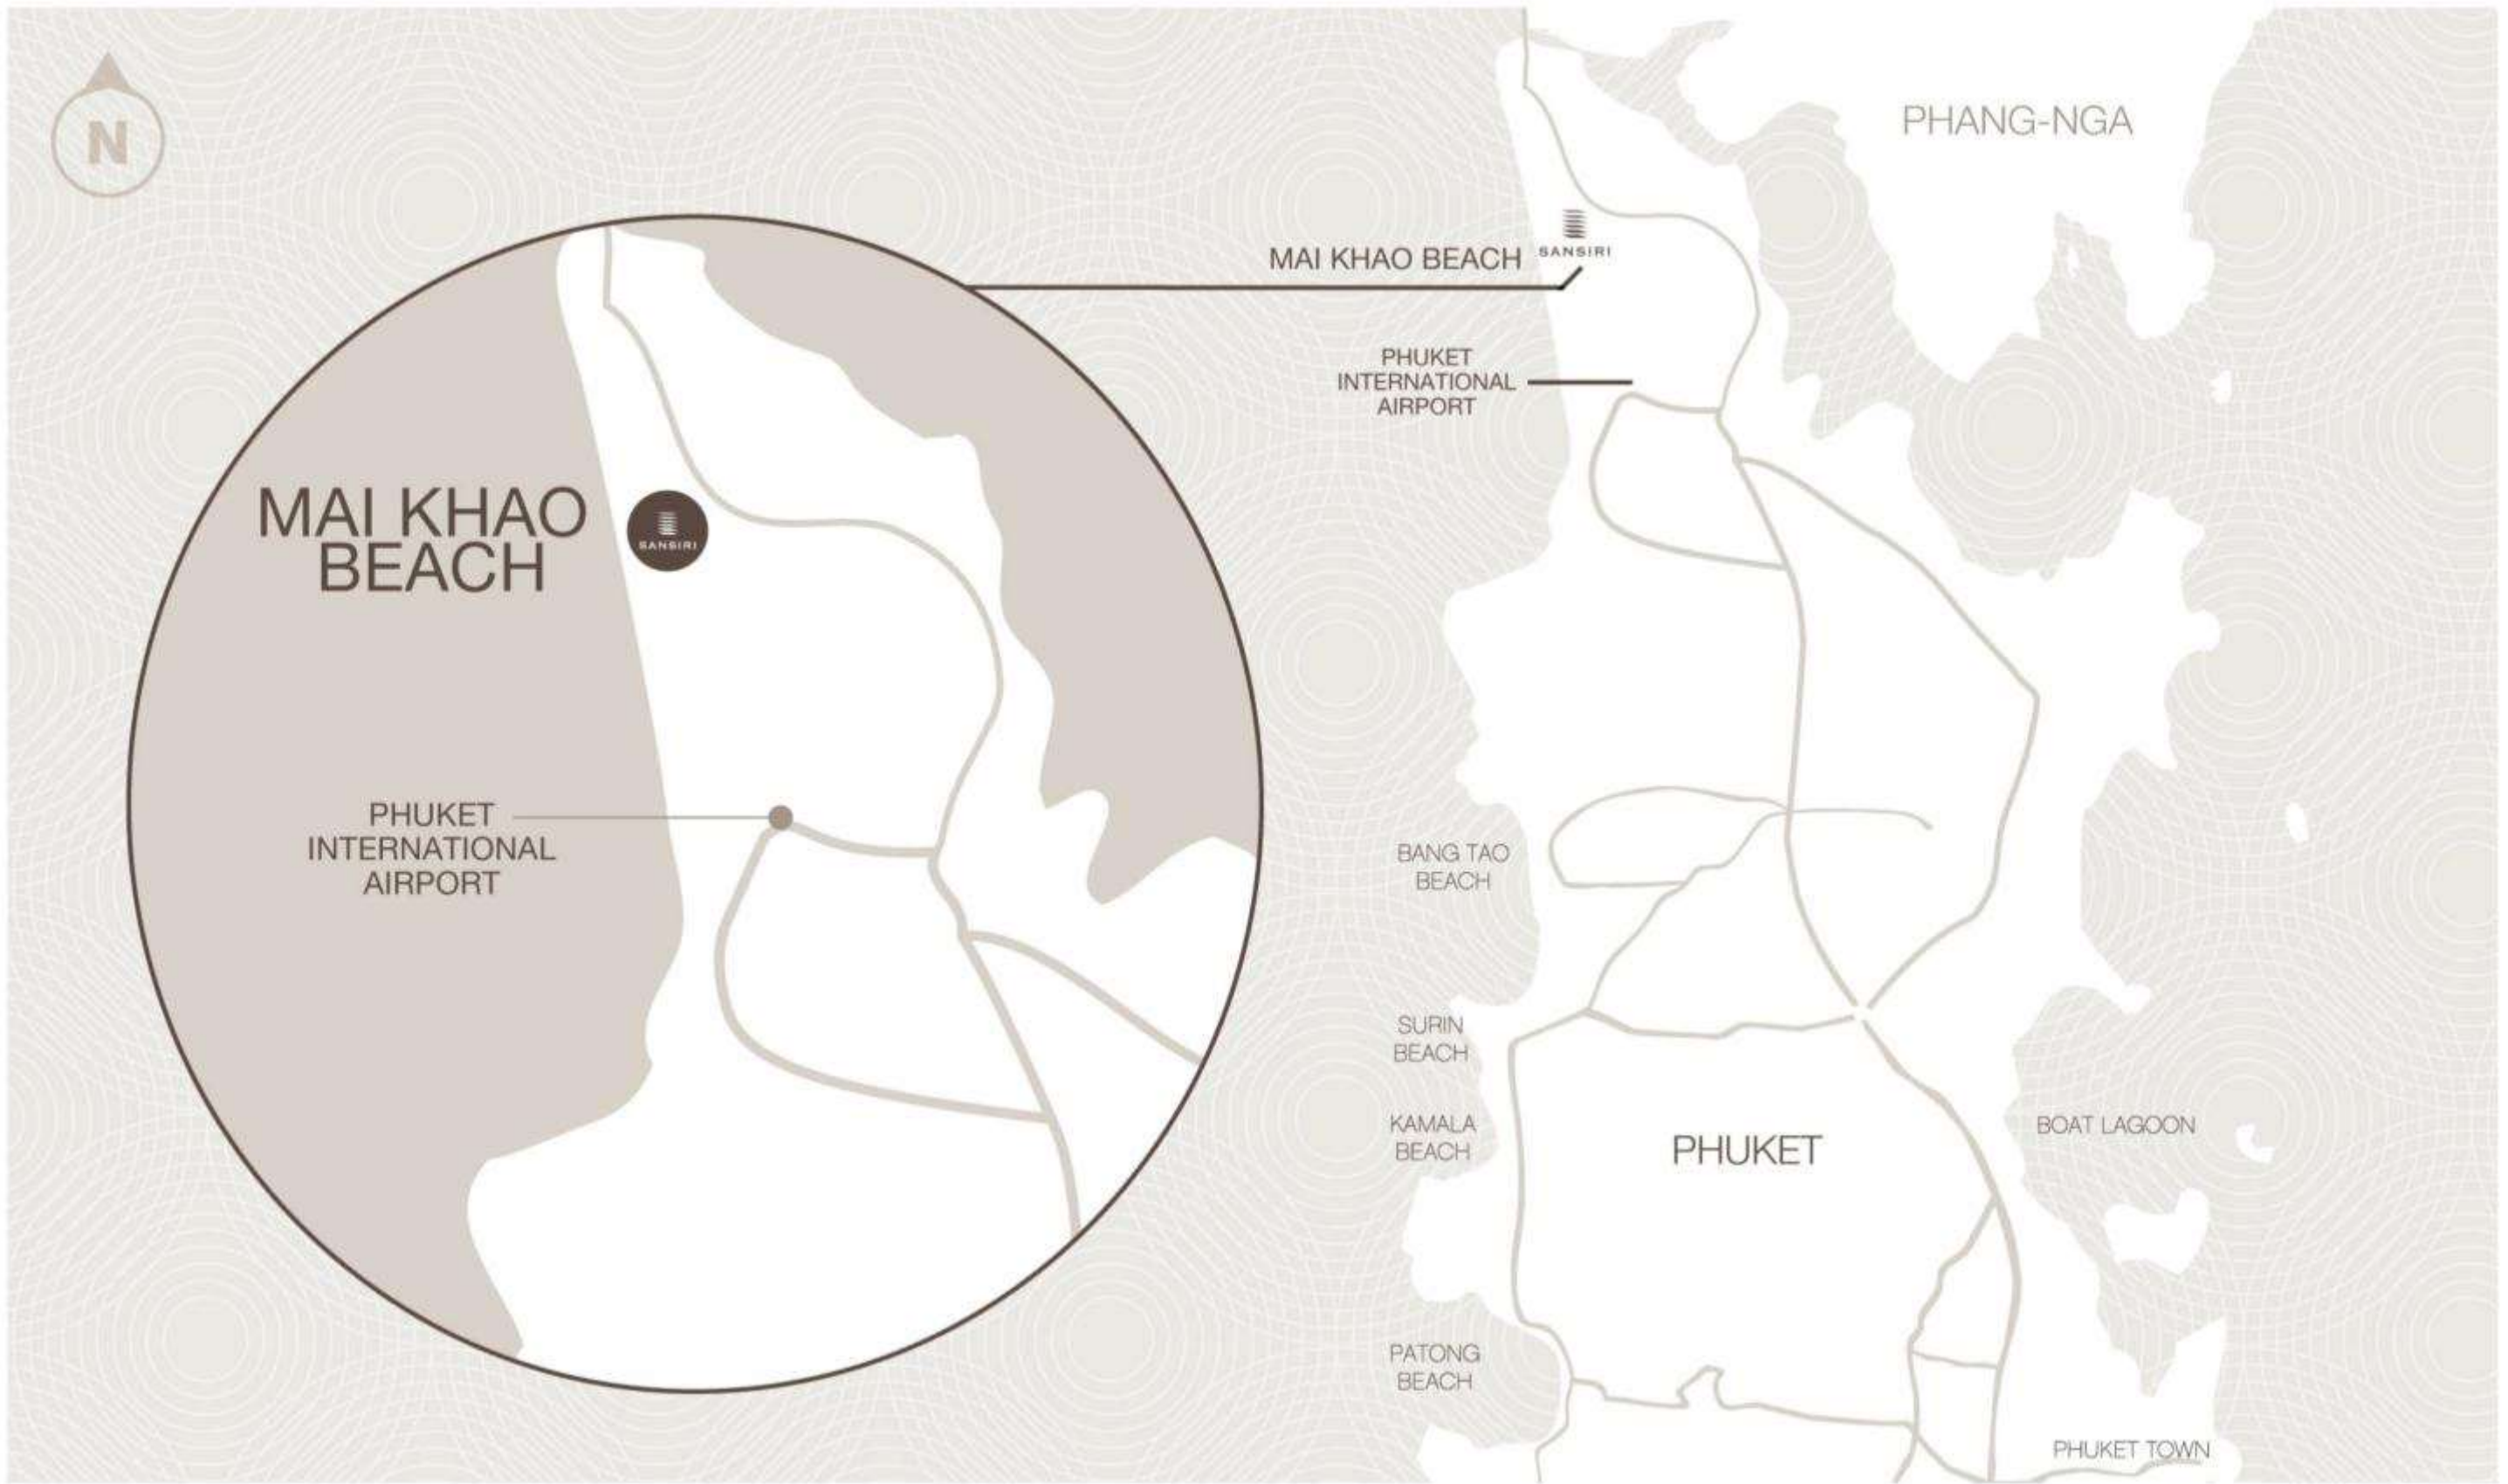 N
MAI KHAO
BEACH
SANSIRI
PHUKET
INTERNATIONAL
AIRPORT
PHANG-NGA
MAI KHAO BEACH
SANSIRI
PHUKET
INTERNATIONAL
AIRPORT
BANG TAO
BEACH
SURIN
BEACH
KAMALA
BEACH
PHUKET
BOAT LAGOON
PATONG
BEACH
PHUKET TOWN